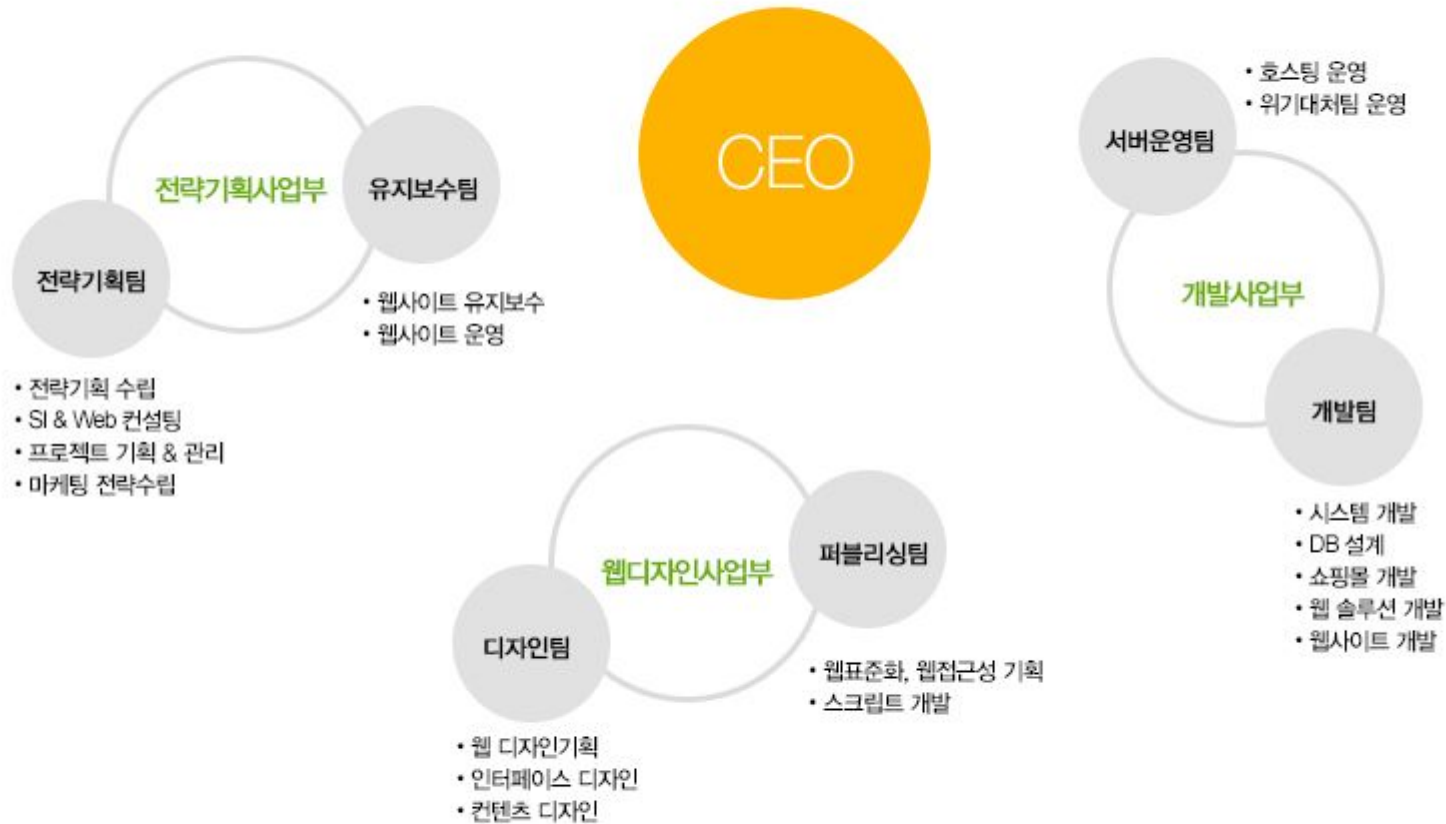 CEO
전략기획사업부
유지보수팀
• 웹사이트 유지보수
• 웹사이트 운영
전략기획팀
• 전략기획 수립
• SI & Web 컨설팅
• 프로젝트 기획 & 관리
• 마케팅 전략수립
웹디자인사업부
퍼블리싱팀
• 웹표준화, 웹접근성 기획
• 스크립트 개발
디자인팀
• 웹 디자인기획
• 인터페이스 디자인
• 컨텐츠 디자인
서버운영팀
• 호스팅 운영
• 위기대처팀 운영
개발사업부
개발팀
• 시스템 개발
• DB 설계
• 쇼핑몰 개발
• 웹 솔루션 개발
• 웹사이트 개발